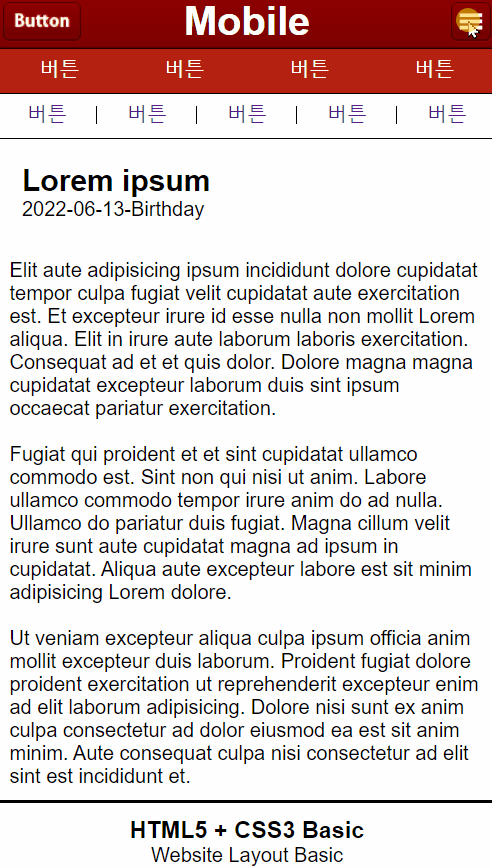 Button Mobile
버튼 버튼 버튼 버튼
버튼 | 버튼 | 버튼 | 버튼 | 버튼
Lorem ipsum
2022-06-13-Birthday
Elit aute adipisicing ipsum incididunt dolore cupidatat
tempor culpa fugiat velit cupidatat aute exercitation
est. Et excepteur irure id esse nulla non mollit Lorem
aliqua. Elit in irure aute laborum laboris exercitation.
Consequat ad et et quis dolor. Dolore magna magna
cupidatat excepteur laborum duis sint ipsum
occaecat pariatur exercitation.
Fugiat qui proident et et sint cupidatat ullamco
commodo est. Sint non qui nisi ut anim. Labore
ullamco commodo tempor irure anim do ad nulla.
Ullamco do pariatur duis fugiat. Magna cillum velit
irure sunt aute cupidatat magna ad ipsum in
cupidatat. Aliqua aute excepteur labore est sit minim
adipisicing Lorem dolore.
Ut veniam excepteur aliqua culpa ipsum officia anim
mollit excepteur duis laborum. Proident fugiat dolore
proident exercitation ut reprehenderit excepteur enim
ad elit laborum adipisicing. Dolore nisi sunt ex anim
culpa consectetur ad dolor eiusmod ea est sit anim
minim. Aute consequat culpa nisi consectetur ad elit
sint est incididunt et.
HTML5 + CSS3 Basic
Website Layout Basic